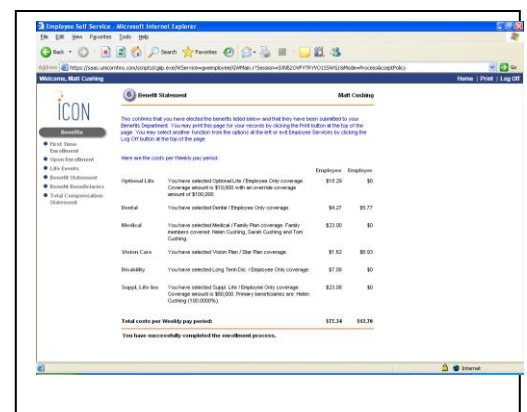 Employee Self-Service - Microsoft Internet Explorer
File Edit View Favorites Tools Help
Back Search Favorites
Address
Go
Welcome, Matt Cushing
Home | Print | Log Off
ICON
Benefits
First Time Enrollment
Open Enrollment
Life Events
Benefit Statement
Benefit Beneficiaries
Total Compensation Statement
6 Benefit Statement Matt Cushing
This confirms that you have elected the benefits listed below and that they have been submitted to your
Benefits Department. You may print this page for your records by clicking the Print button at the top of the
page. You may select another function from the options at the left or exit Employee Services by clicking the
Log Off button at the top of the page.
Here are the costs per Weekly pay period:
Employee Employer
Optional Life You have selected Optional Life / Employee Only coverage. $0
Coverage amount is $10,000 with an override coverage
amount of $100,000.
Dental You have selected Dental / Employee Only coverage. $4.27 $5.77
Medical You have selected Medical / Family Plan coverage. Family $23.00 $0
members covered: Helen Cushing, Sarah Cushing and Tom
Cushing.
Vision Care You have selected Vision Plan / Star Plan coverage. $1.62 $6.93
Disability You have selected Long Term Dis. / Employee Only coverage. $7.08 $0
Suppl. Life Ins You have selected Suppl. Life / Employee Only coverage. $23.08 $0
Coverage amount is $60,000. Primary beneficiaries are: Helen
Cushing (100.0000%).
Total costs per Weekly pay period: $77.34 $12.70
You have successfully completed the enrollment process.
Internet